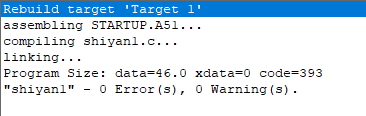 Rebuild target 'Target 1'
assembling STARTUP.A51...
compiling shiyan1.c...
linking...
Program Size: data=46.0 xdata=0 code=393
"shiyan1" - 0 Error(s), 0 Warning(s).